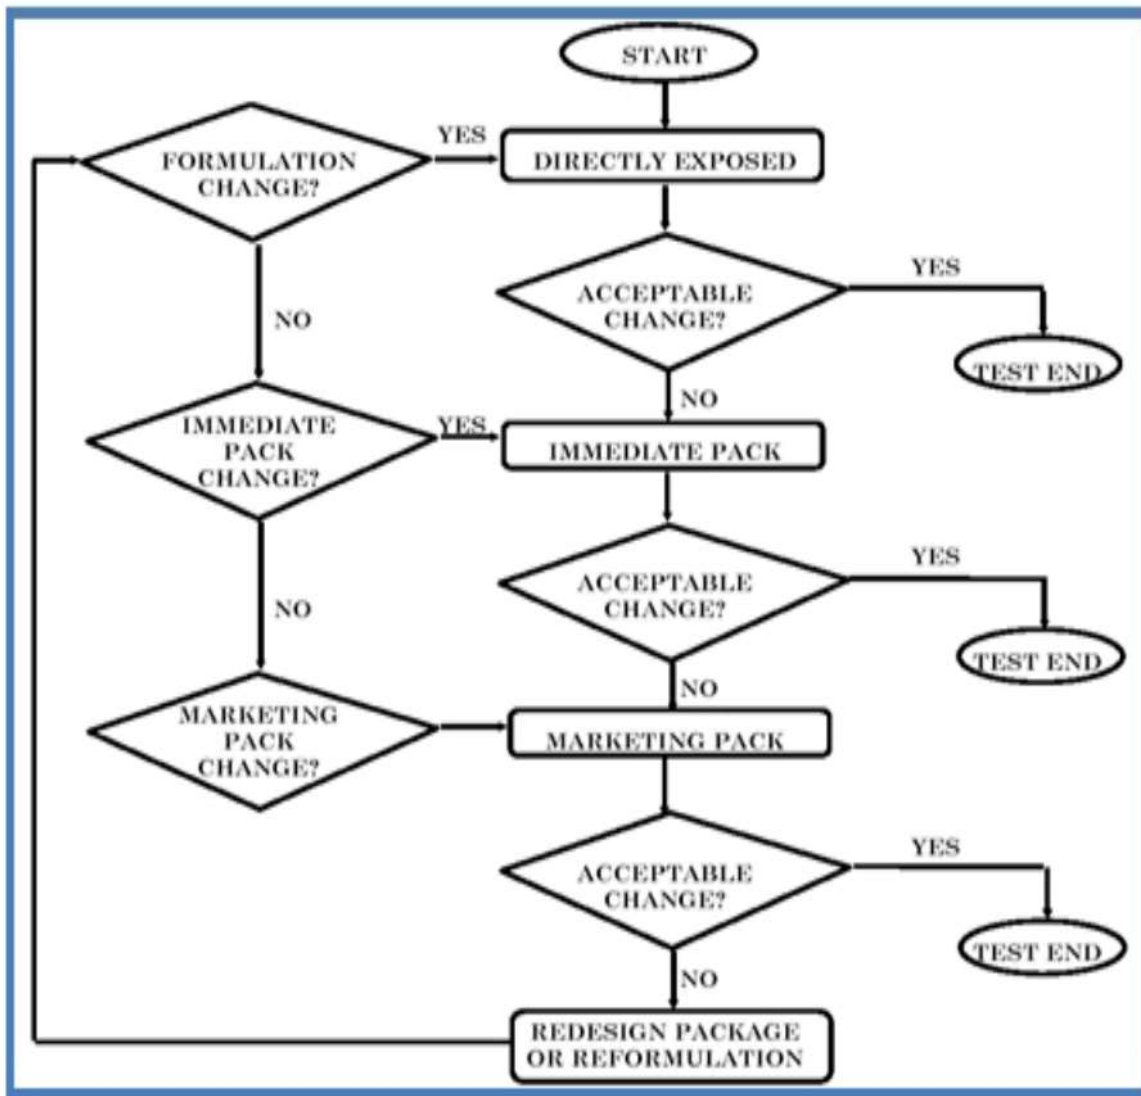 START
YES
FORMULATION
CHANGE?
DIRECTLY EXPOSED
ACCEPTABLE
CHANGE?
YES
TEST END
NO
NO
IMMEDIATE
PACK
CHANGE?
YES
IMMEDIATE PACK
ACCEPTABLE
CHANGE?
YES
TEST END
NO
NO
MARKETING
PACK
CHANGE?
MARKETING PACK
ACCEPTABLE
CHANGE?
YES
TEST END
NO
REDESIGN PACKAGE
OR REFORMULATION